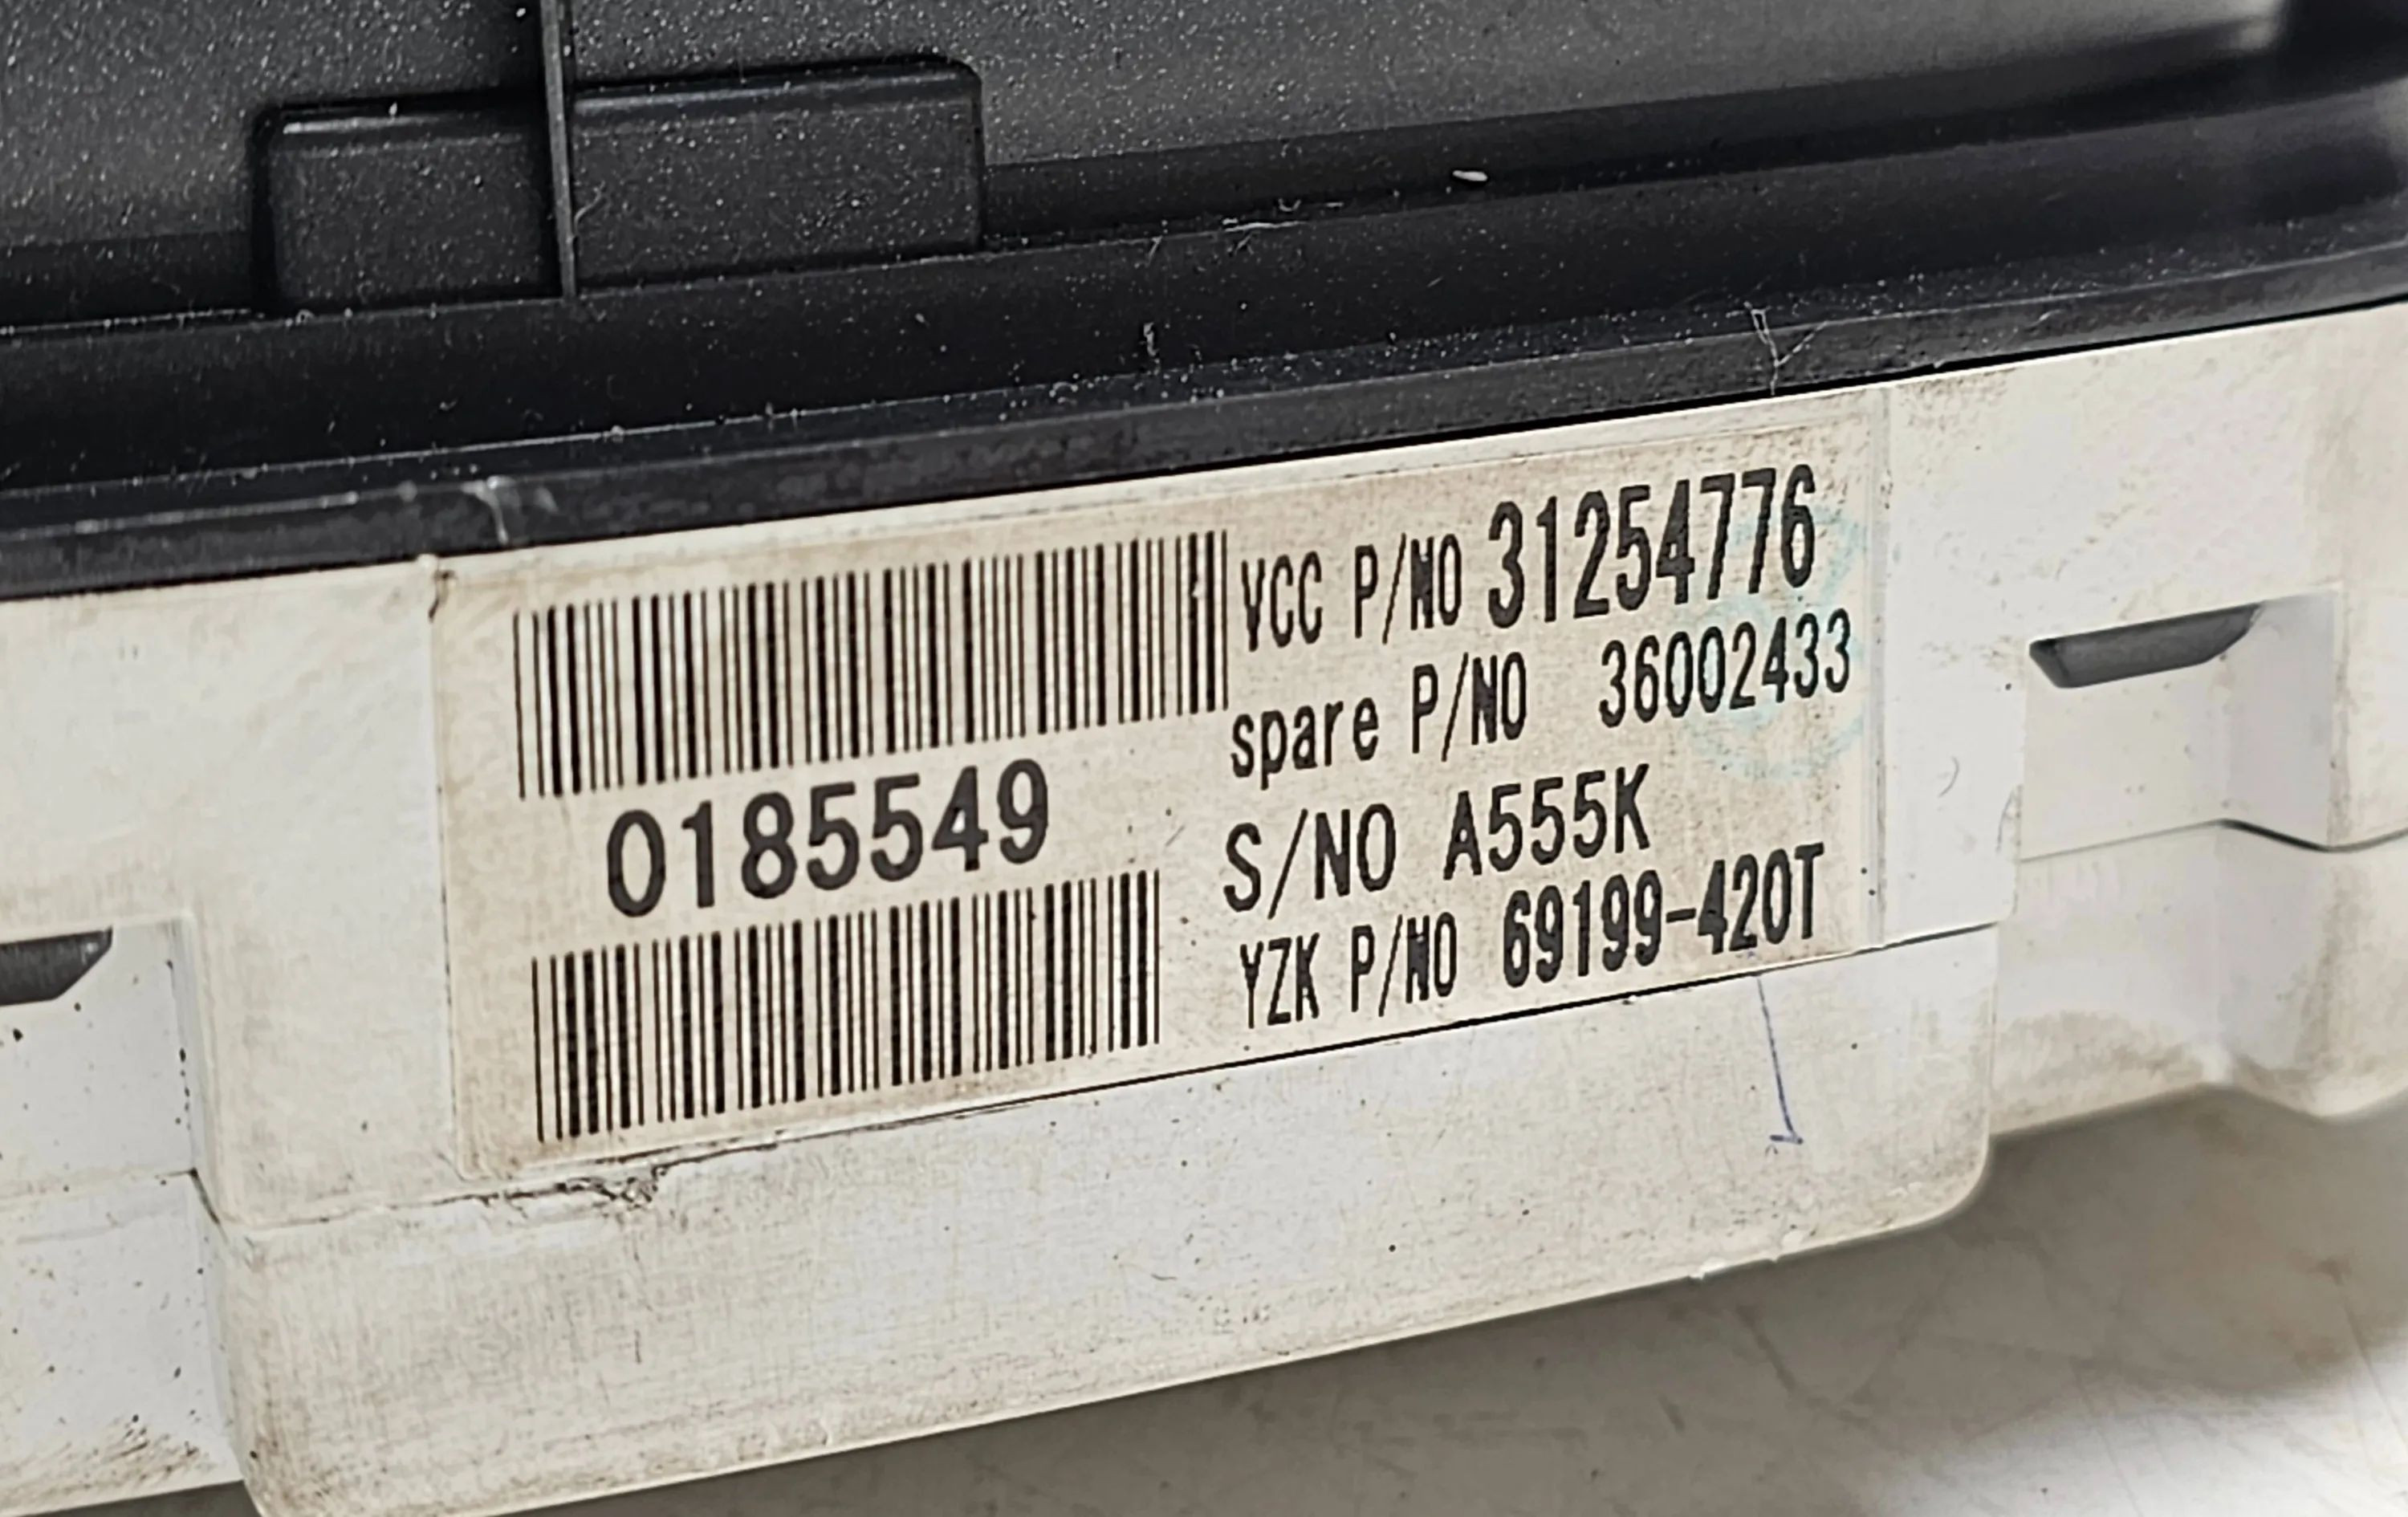 VCC P/NO 31254776
spare P/NO 36002433
0185549
S/NO A555K
YZK P/NO 69199-420T